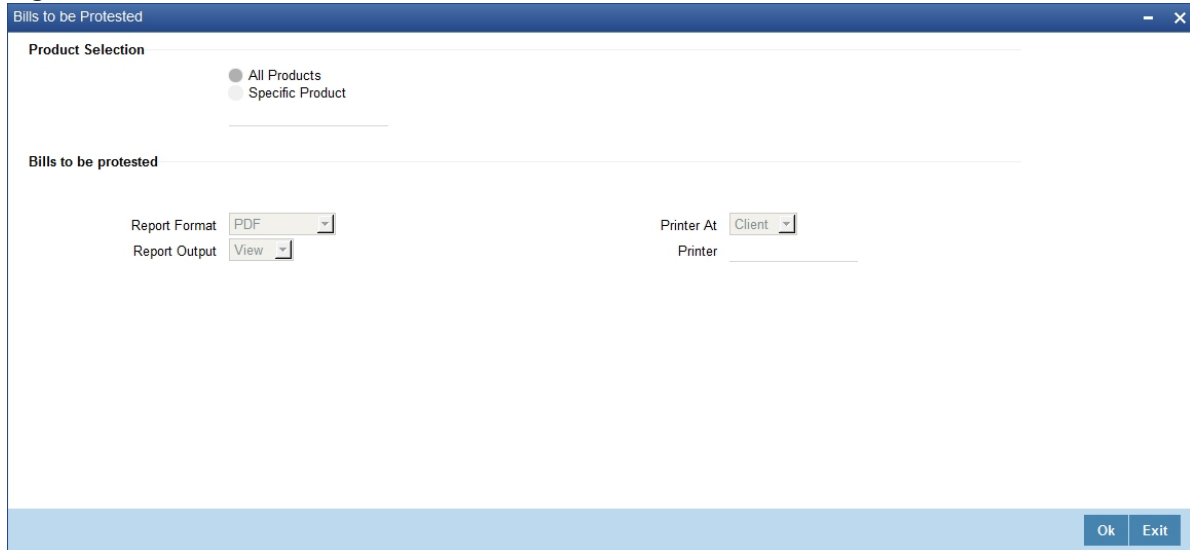 Bills to be Protested
Product Selection
All Products
Specific Product
Bills to be protested
Report Format PDF Printer At Client
Report Output View Printer
Ok Exit